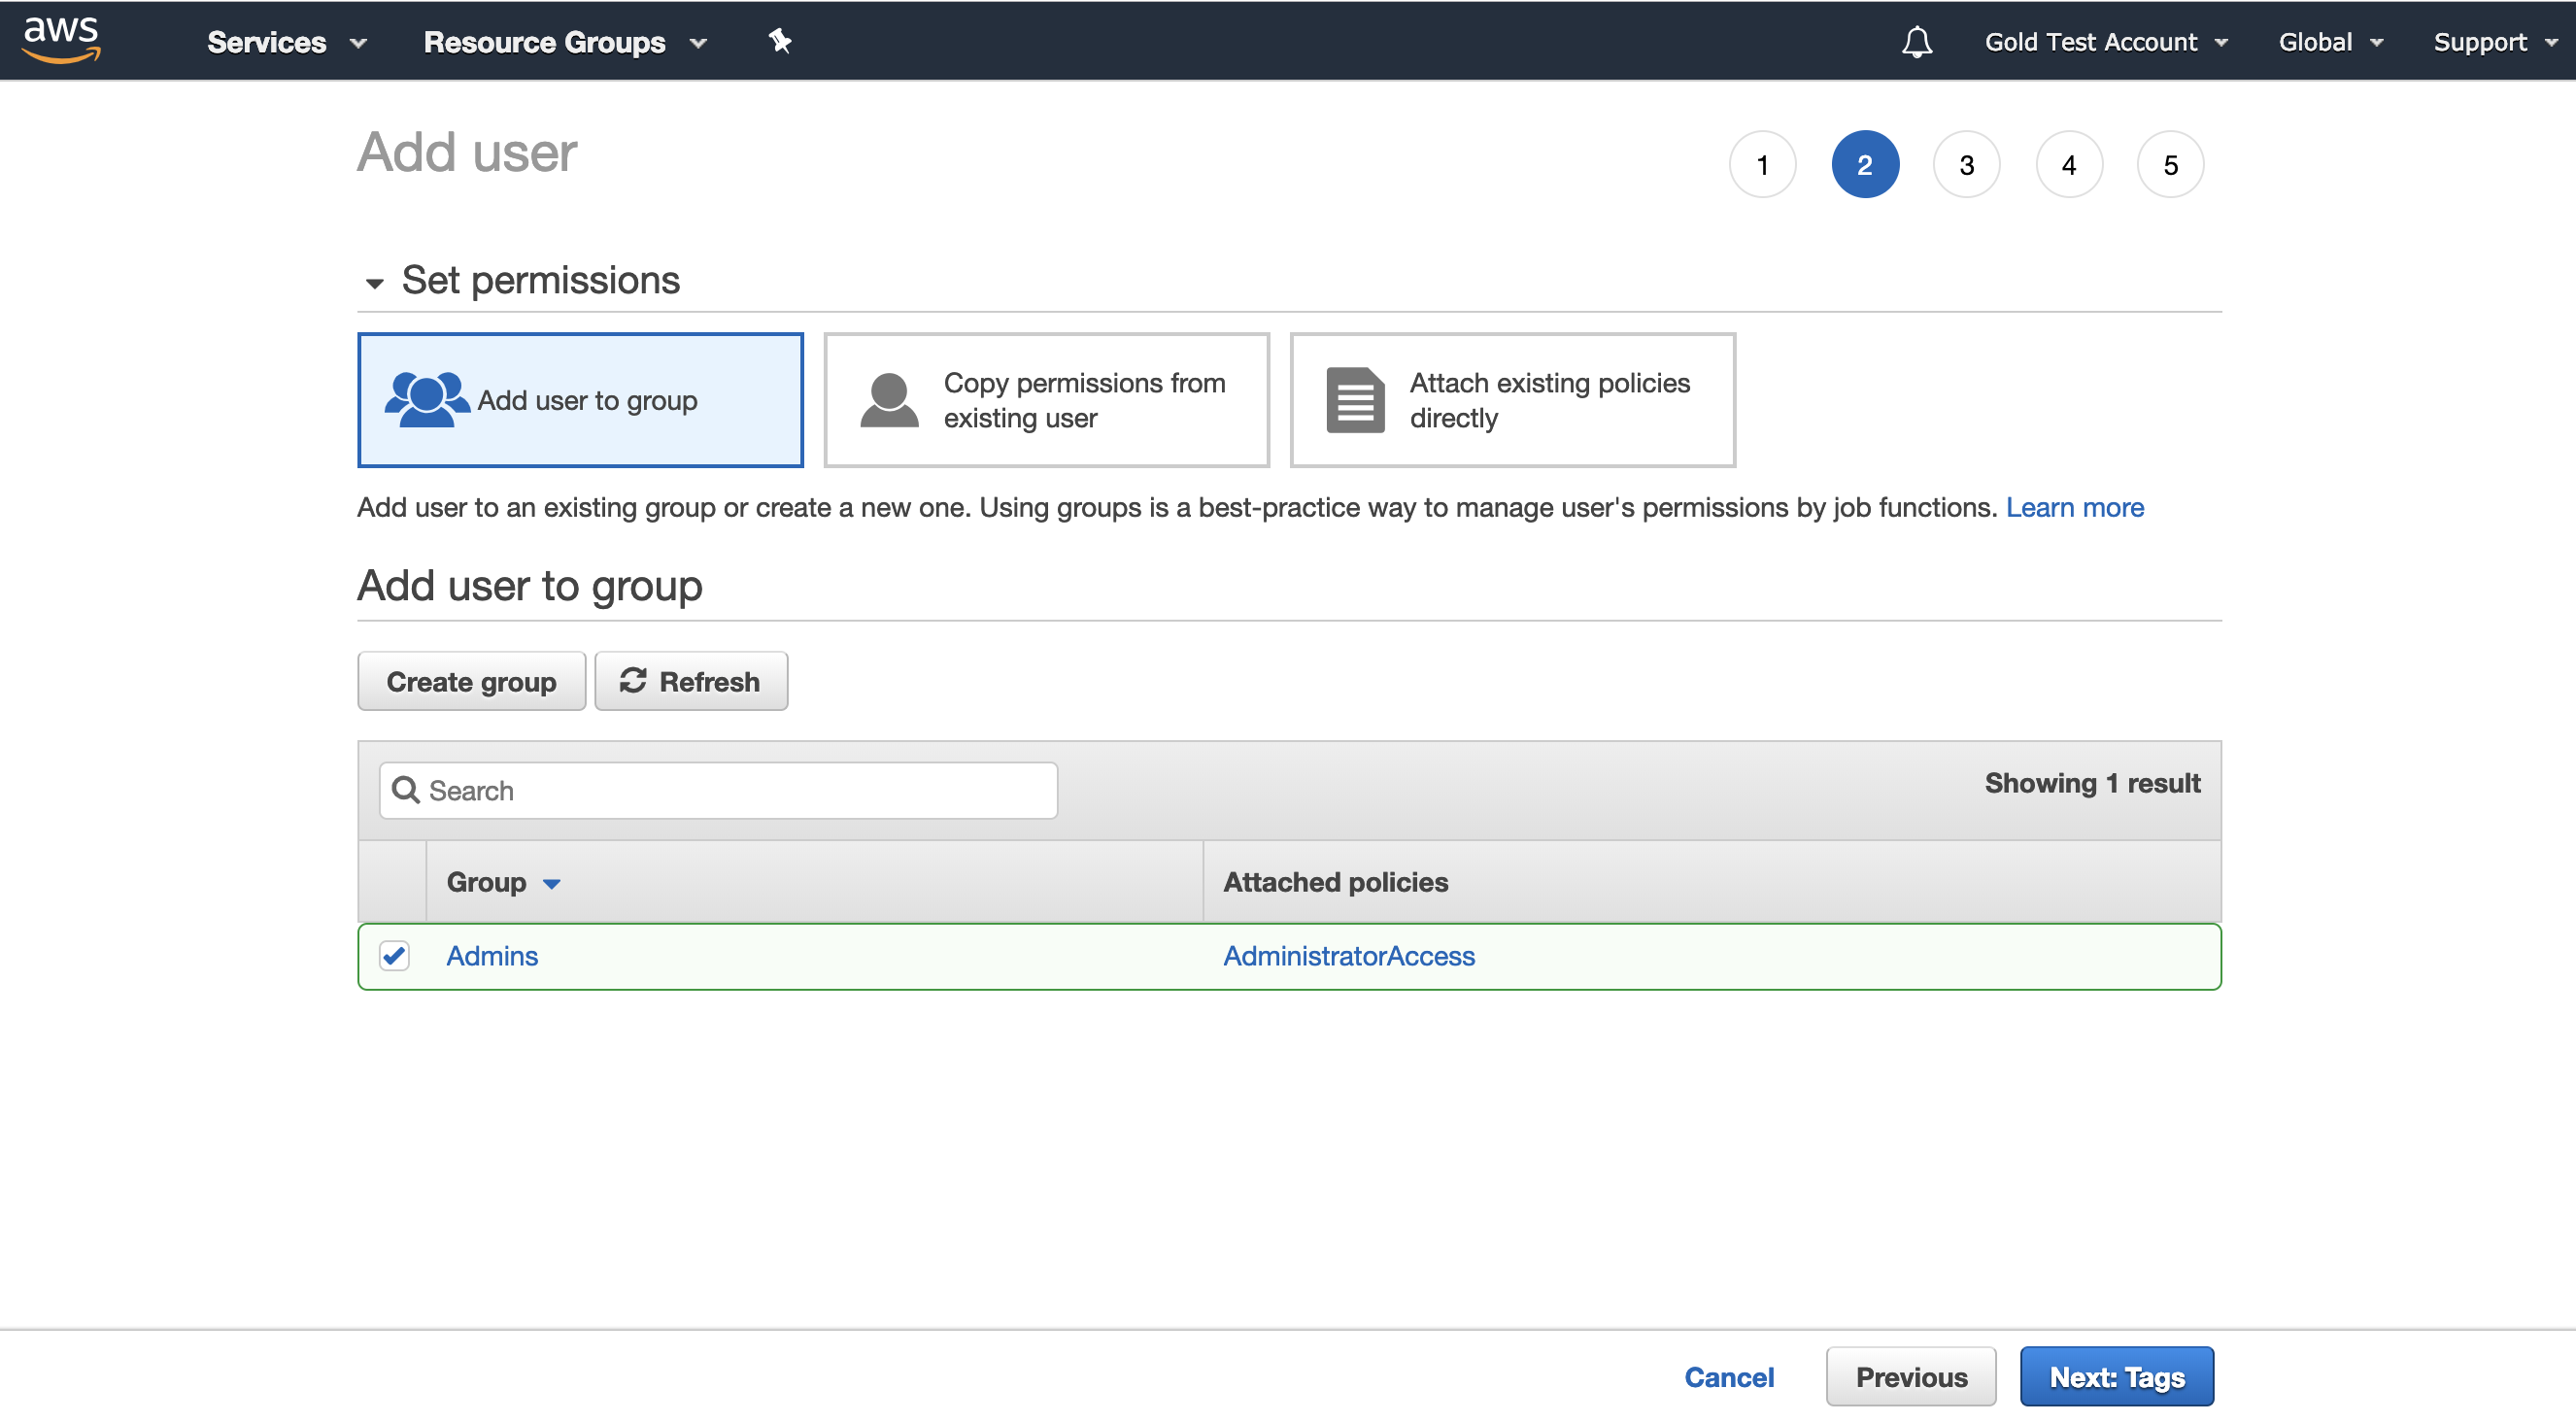 aws
Services
Resource Groups
Gold Test Account
Global
Support
Add user
1
2
3
4
5
Set permissions
Add user to group
Copy permissions from
existing user
Attach existing policies
directly
Add user to an existing group or create a new one. Using groups is a best-practice way to manage user's permissions by job functions. Learn more
Add user to group
Create group
Refresh
Search
Showing 1 result
Group
Attached policies
Admins
AdministratorAccess
Cancel
Previous
Next: Tags